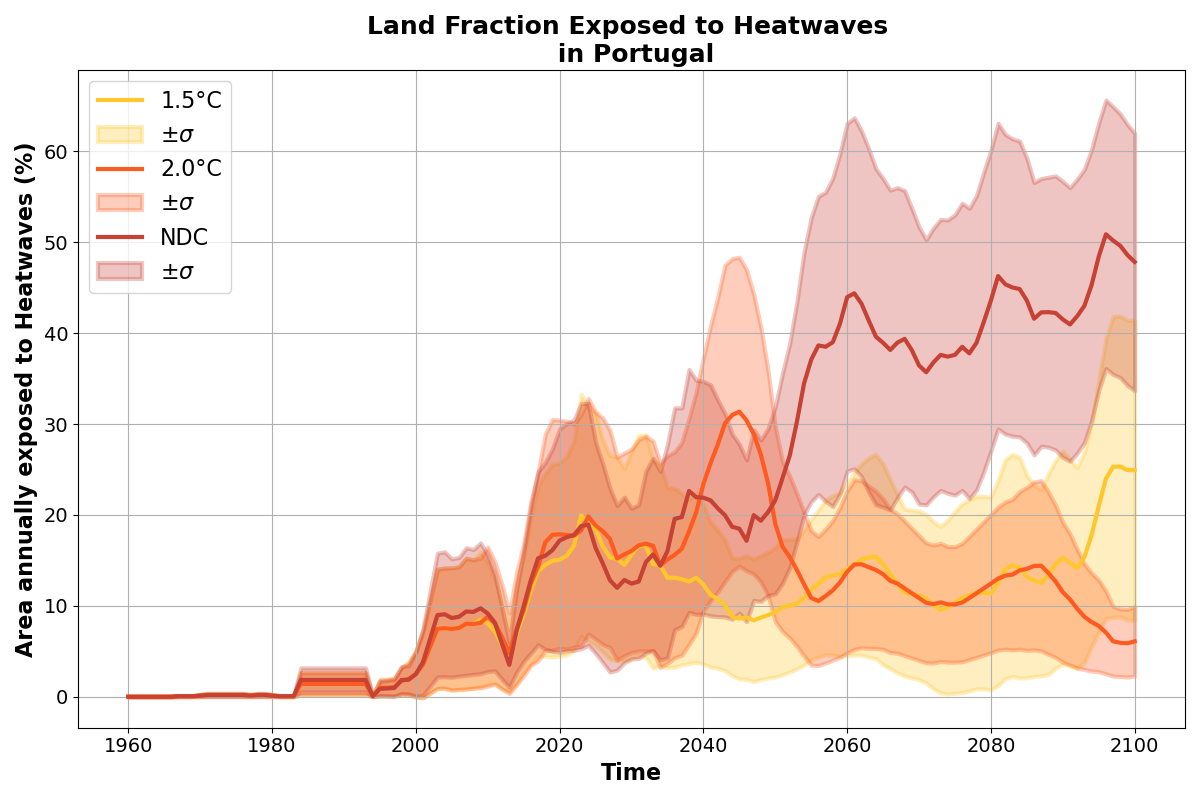 Land Fraction Exposed to Heatwaves
in Portugal
1.5°C
±σ
2.0°C
±σ
NDC
±σ
Area annually exposed to Heatwaves (%)
60
50
40
30
20
10
0
1960
1980
2000
2020
2040
2060
2080
2100
Time